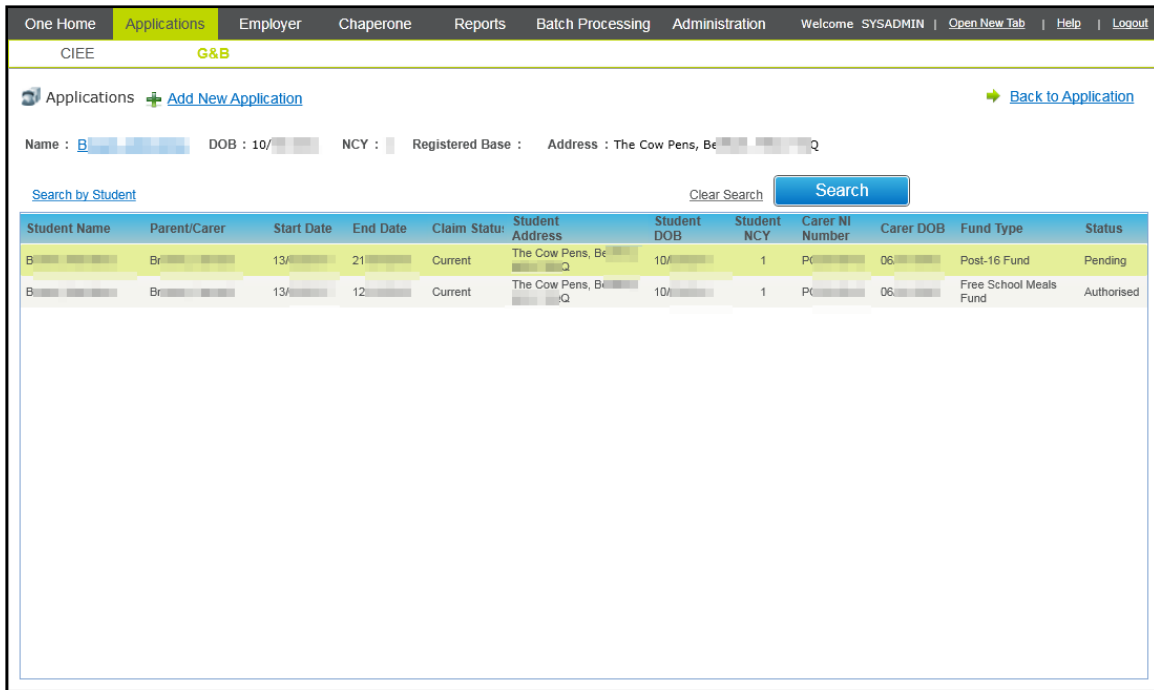 One Home Applications Employer Chaperone Reports Batch Processing Administration Welcome SYSADMIN | Open New Tab | Help | Logout
CIEE G&B
Applications Add New Application Back to Application
Name : B DOB : 10/ NCY : Registered Base : Address : The Cow Pens, Be Q
Search by Student Clear Search Search
Student Name Parent/Carer Start Date End Date Claim Status Student Address Student DOB Student NCY Carer NI Number Carer DOB Fund Type Status
B Br 13/ 21 Current The Cow Pens, Be Q 10/ 1 P 06 Post-16 Fund Pending
B Br 13/ 12 Current The Cow Pens, Be Q 10/ 1 P 06 Free School Meals Fund Authorised